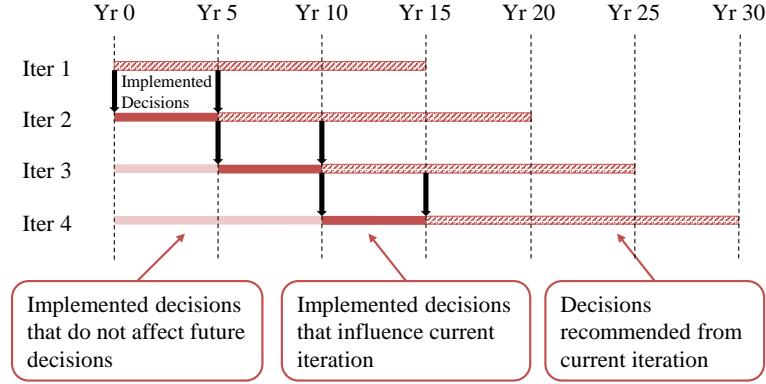 Yr 0 Yr 5 Yr 10 Yr 15 Yr 20 Yr 25 Yr 30
Iter 1
Implemented
Decisions
Iter 2
Iter 3
Iter 4
Implemented decisions
that do not affect future
decisions
Implemented decisions
that influence current
iteration
Decisions
recommended from
current iteration